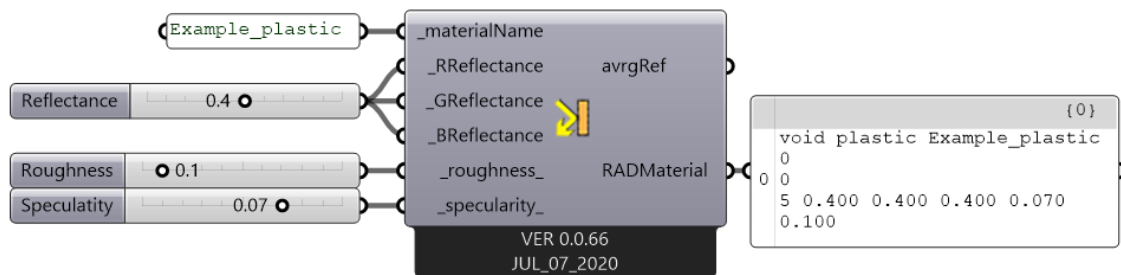 Example_plastic
_materialName
_RReflectance avrgRef
Reflectance 0.4 _GReflectance
_BReflectance
Roughness 0.1 _roughness_ RADMaterial
Speculatity 0.07 _specularity_
VER 0.0.66
JUL_07_2020
{0}
void plastic Example_plastic
0
0 0
5 0.400 0.400 0.400 0.070
0.100